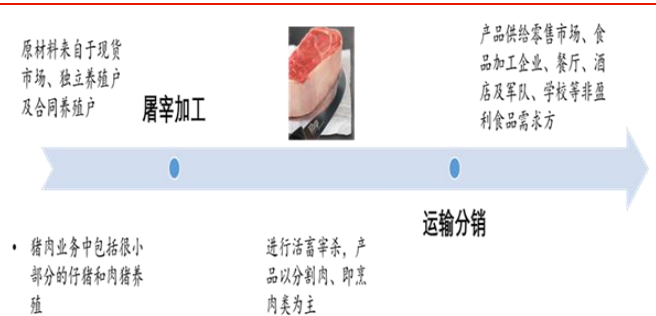 原材料来自于现货
市场、独立养殖户
及合同养殖户
屠宰加工
产品供给零售市场、食
品加工企业、餐厅、酒
店及军队、学校等非盈
利食品需求方
运输分销
• 猪肉业务中包括很小
部分的仔猪和肉猪养
殖
进行活畜宰杀，产
品以分割肉、即烹
肉类为主